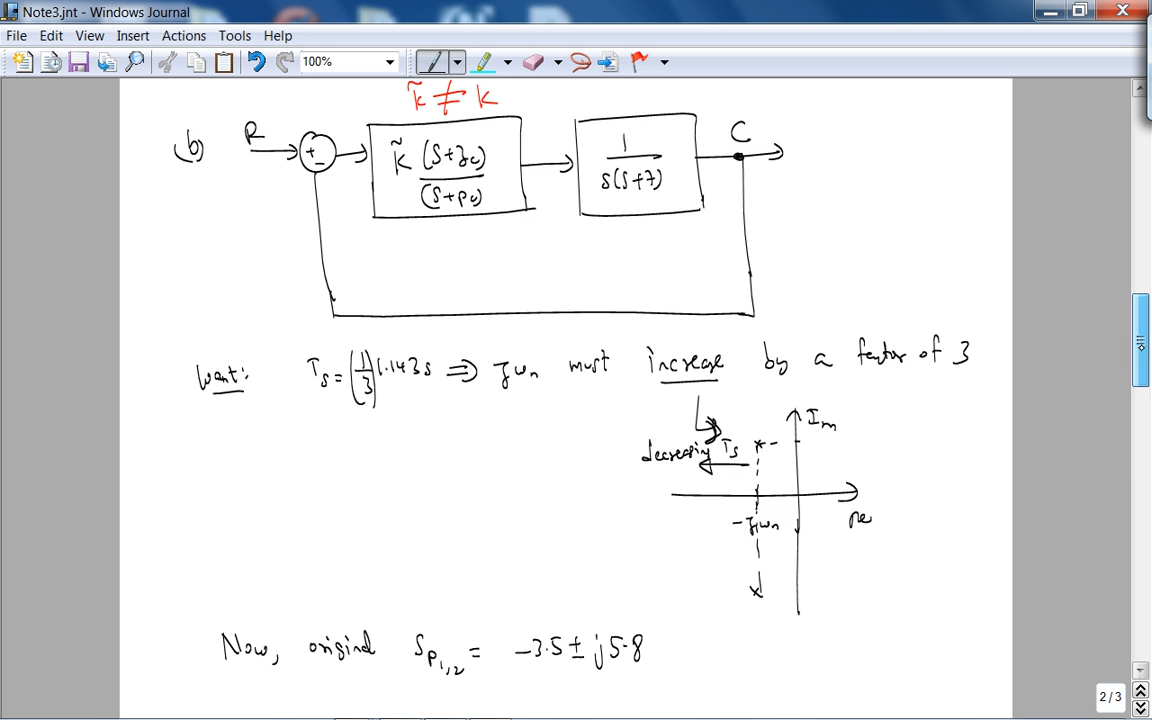 Note3.jnt - Windows Journal
File Edit View Insert Actions Tools Help
100%
k̃ ≠ k
(b)
R
+
-
k̃ (s+zc)
(s+pc)
1
s(s+7)
C
Want: Ts = (1/3) 1.143s ⇒ ζωn must increase by a factor of 3
Im
decreasing Ts
-ζωn
Re
Now, original Sp1,2 = -3.5 ± j5.8
2 / 3